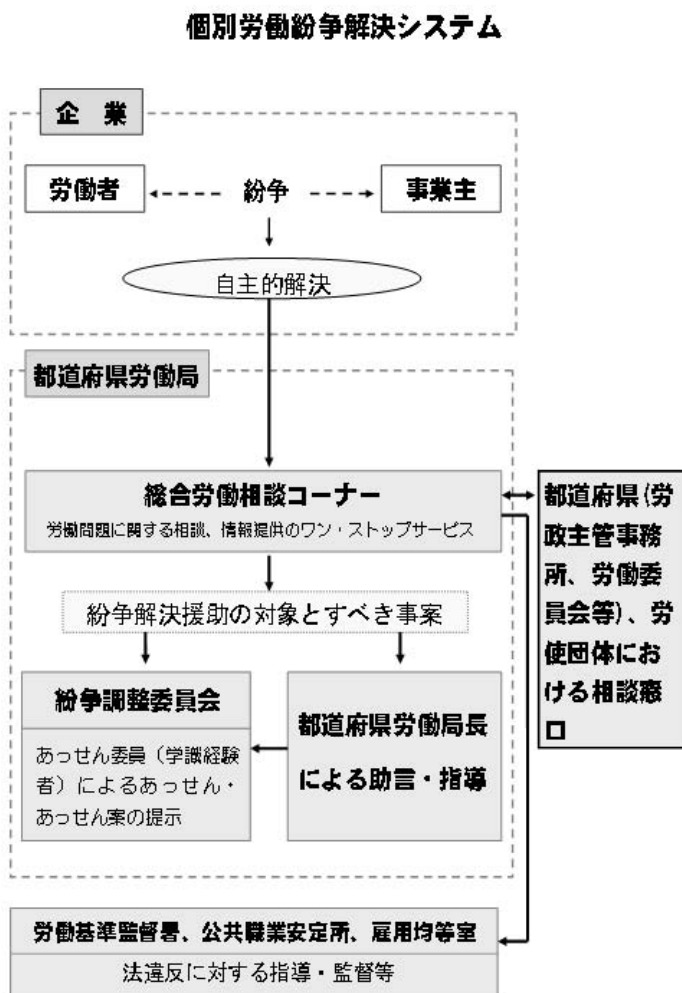 個別労働紛争解決システム
企　業
労働者
紛争
事業主
自主的解決
都道府県労働局
総合労働相談コーナー
労働問題に関する相談、情報提供のワン・ストップサービス
都道府県(労
政主管事務
所、労働委
員会等)、労
使団体にお
ける相談窓
口
紛争解決援助の対象とすべき事案
紛争調整委員会
あっせん委員（学識経験
者）によるあっせん・
あっせん案の提示
都道府県労働局長
による助言・指導
労働基準監督署、公共職業安定所、雇用均等室
法違反に対する指導・監督等